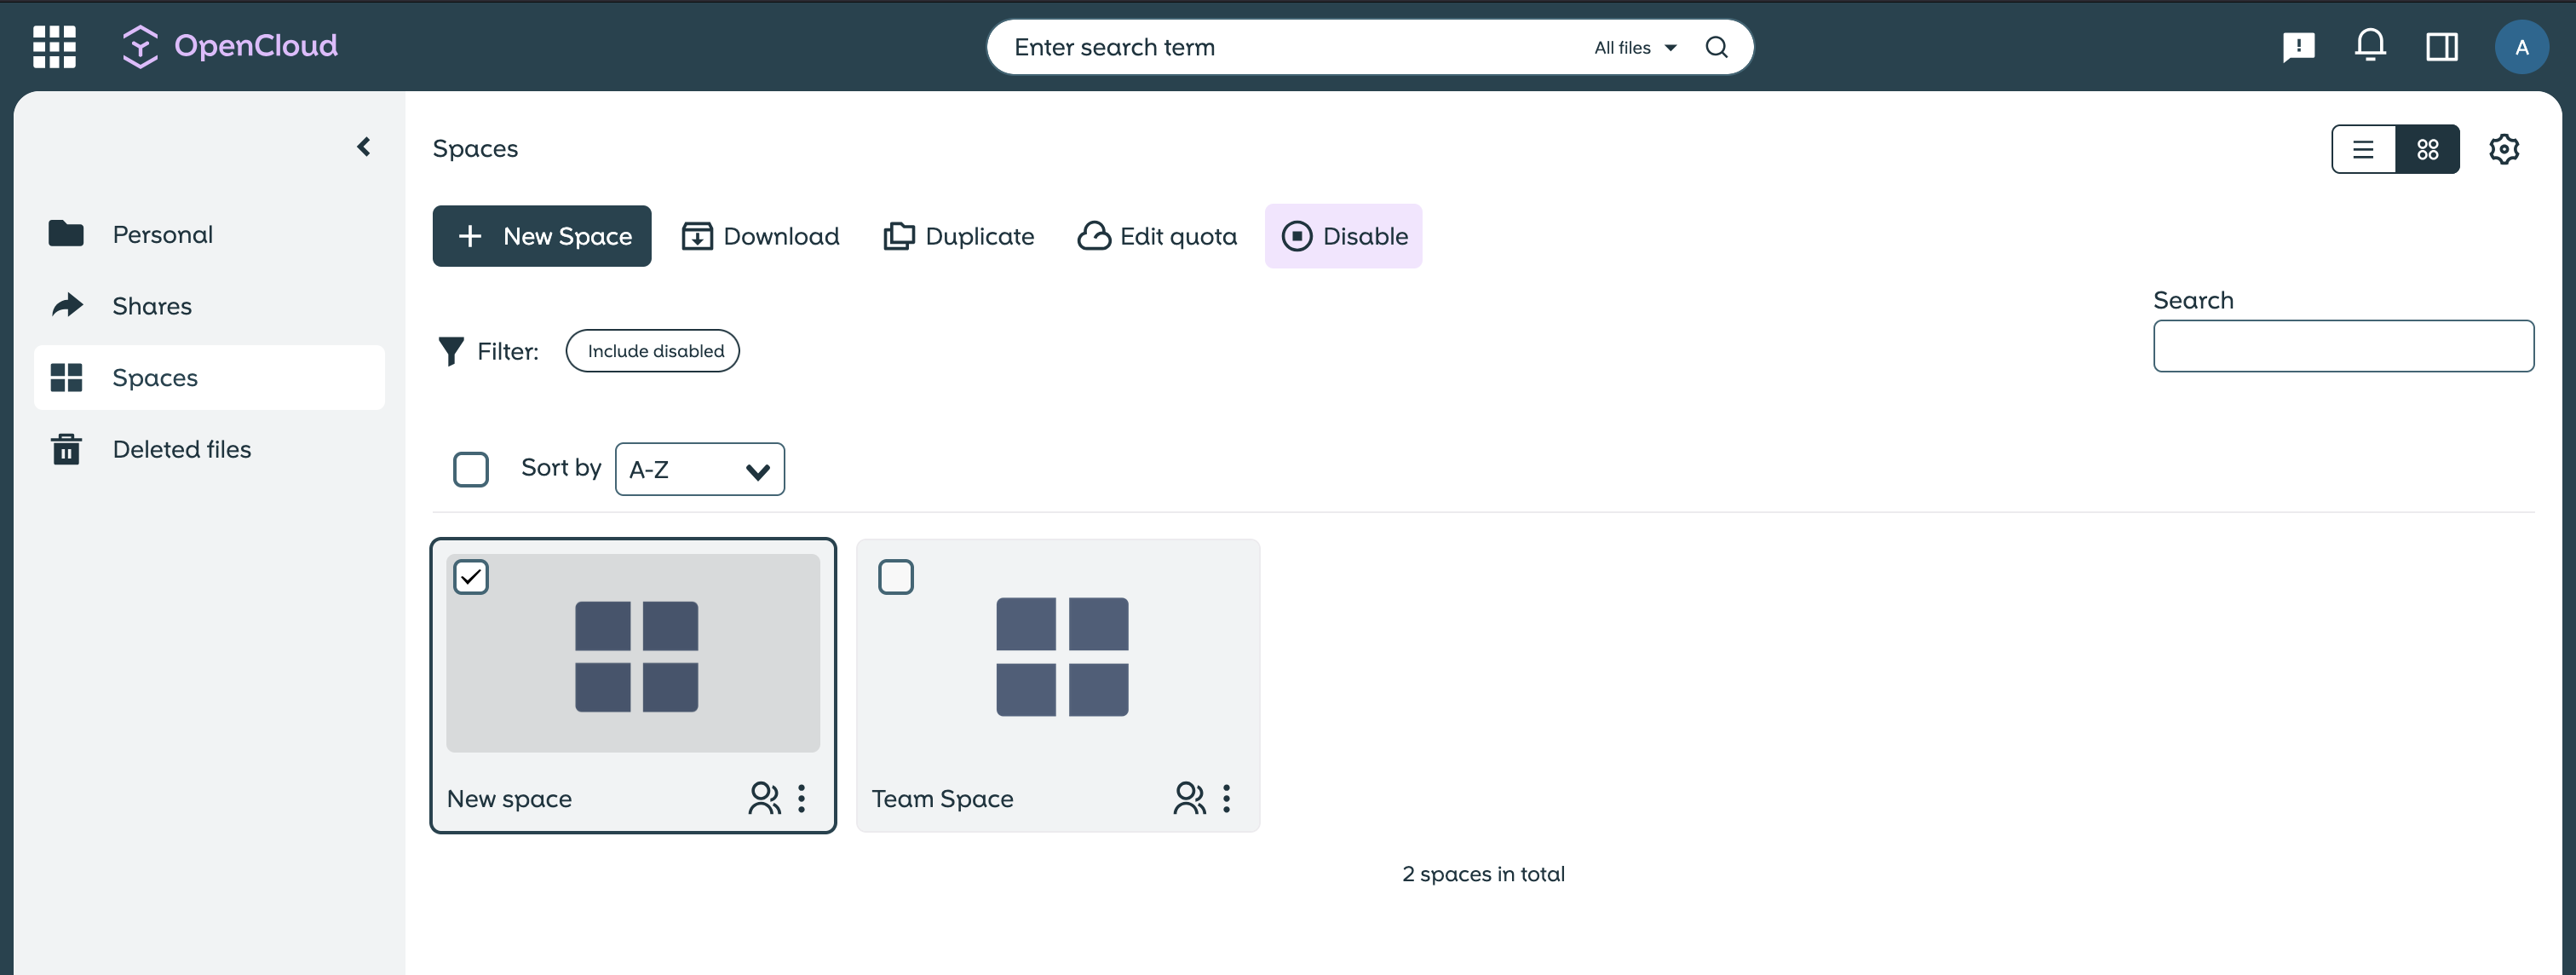 OpenCloud
Enter search term
All files
A
Spaces
Personal
Shares
Spaces
Deleted files
New Space
Download
Duplicate
Edit quota
Disable
Search
Filter:
Include disabled
Sort by
A-Z
New space
Team Space
2 spaces in total